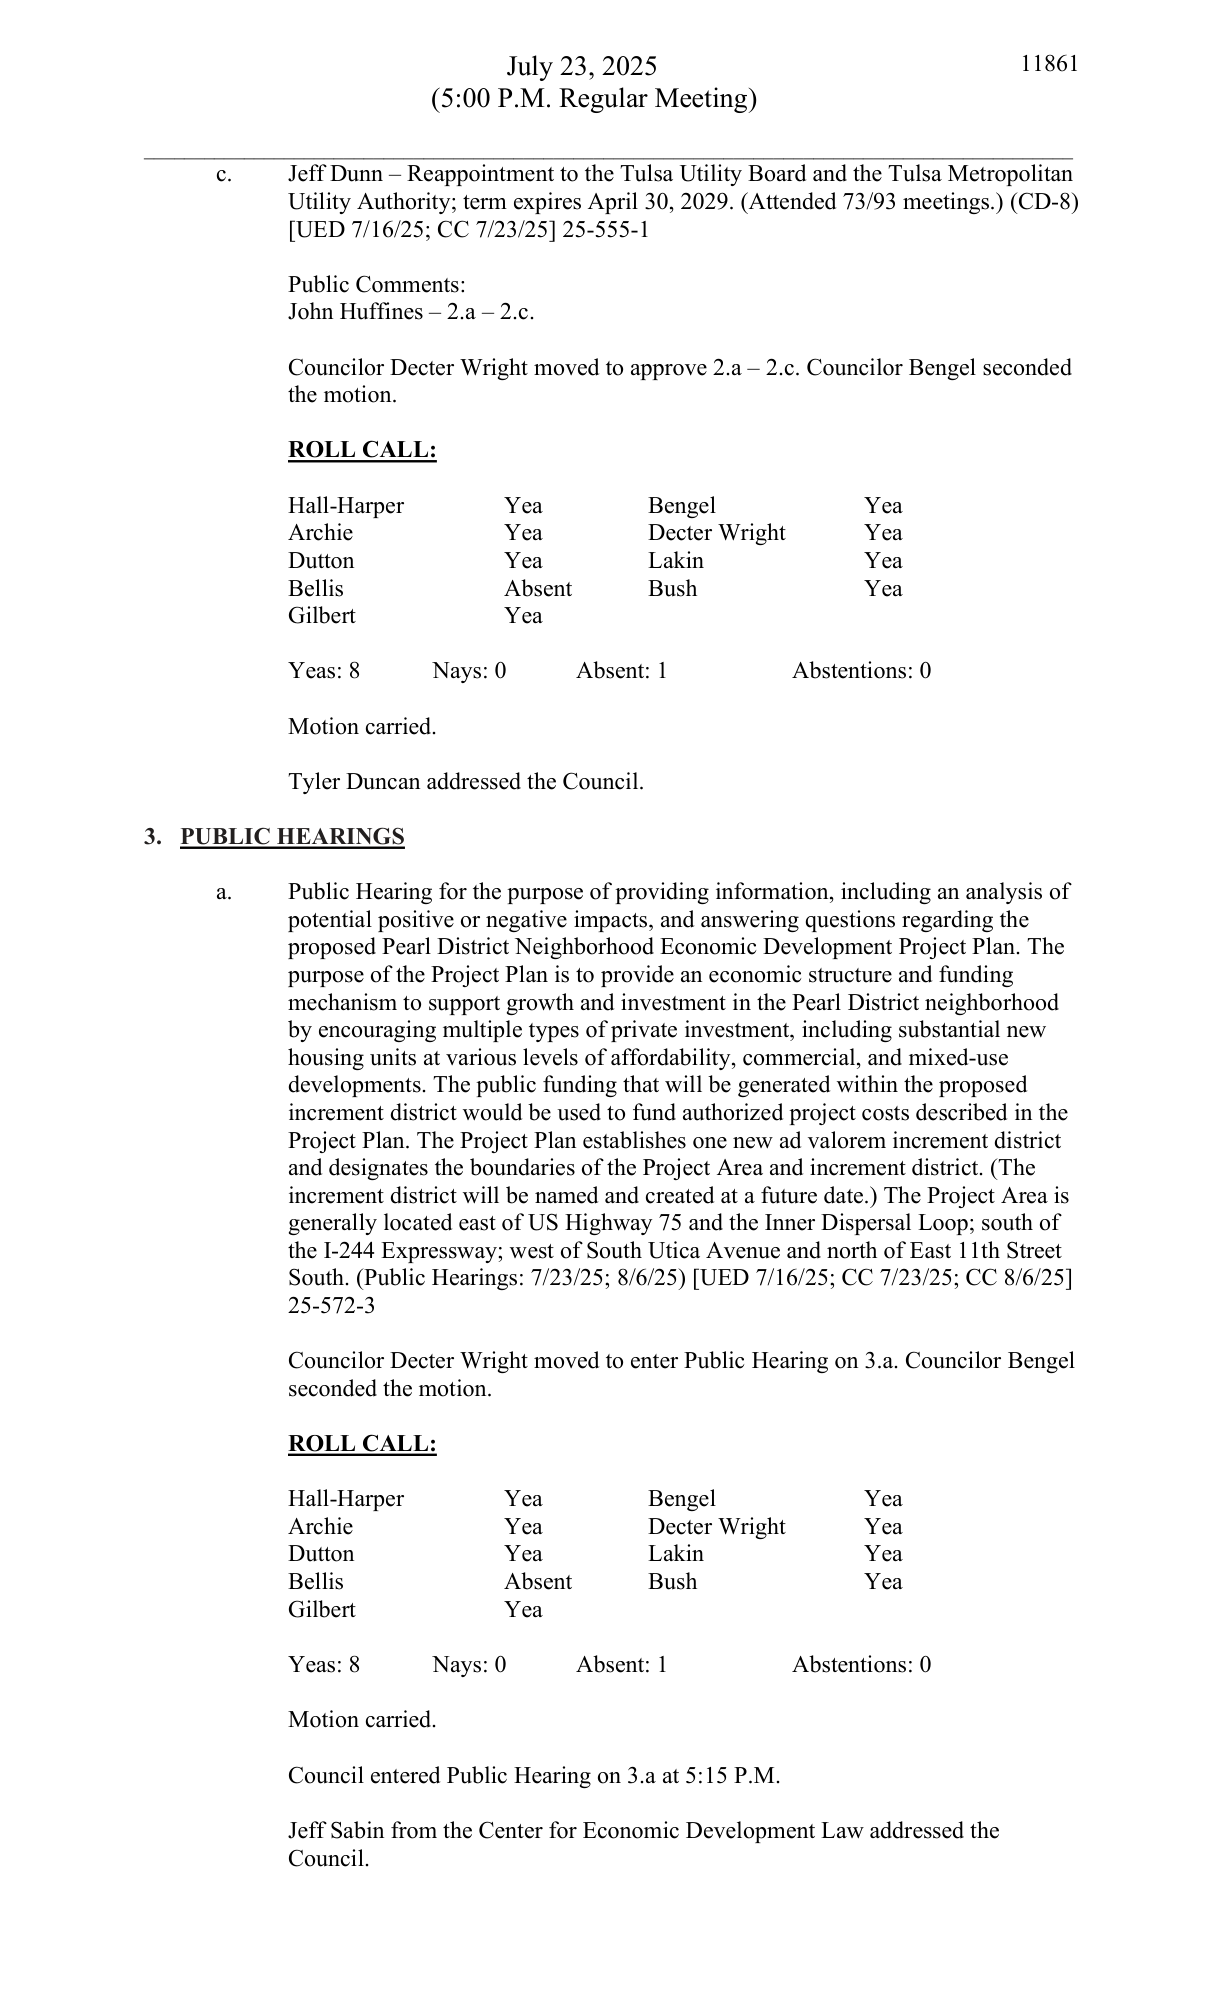 July 23, 2025
11861
(5:00 P.M. Regular Meeting)
c. Jeff Dunn – Reappointment to the Tulsa Utility Board and the Tulsa Metropolitan
Utility Authority; term expires April 30, 2029. (Attended 73/93 meetings.) (CD-8)
[UED 7/16/25; CC 7/23/25] 25-555-1
Public Comments:
John Huffines – 2.a – 2.c.
Councilor Decter Wright moved to approve 2.a – 2.c. Councilor Bengel seconded
the motion.
ROLL CALL:
Hall-Harper Yea Bengel Yea
Archie Yea Decter Wright Yea
Dutton Yea Lakin Yea
Bellis Absent Bush Yea
Gilbert Yea
Yeas: 8 Nays: 0 Absent: 1 Abstentions: 0
Motion carried.
Tyler Duncan addressed the Council.
3. PUBLIC HEARINGS
a. Public Hearing for the purpose of providing information, including an analysis of
potential positive or negative impacts, and answering questions regarding the
proposed Pearl District Neighborhood Economic Development Project Plan. The
purpose of the Project Plan is to provide an economic structure and funding
mechanism to support growth and investment in the Pearl District neighborhood
by encouraging multiple types of private investment, including substantial new
housing units at various levels of affordability, commercial, and mixed-use
developments. The public funding that will be generated within the proposed
increment district would be used to fund authorized project costs described in the
Project Plan. The Project Plan establishes one new ad valorem increment district
and designates the boundaries of the Project Area and increment district. (The
increment district will be named and created at a future date.) The Project Area is
generally located east of US Highway 75 and the Inner Dispersal Loop; south of
the I-244 Expressway; west of South Utica Avenue and north of East 11th Street
South. (Public Hearings: 7/23/25; 8/6/25) [UED 7/16/25; CC 7/23/25; CC 8/6/25]
25-572-3
Councilor Decter Wright moved to enter Public Hearing on 3.a. Councilor Bengel
seconded the motion.
ROLL CALL:
Hall-Harper Yea Bengel Yea
Archie Yea Decter Wright Yea
Dutton Yea Lakin Yea
Bellis Absent Bush Yea
Gilbert Yea
Yeas: 8 Nays: 0 Absent: 1 Abstentions: 0
Motion carried.
Council entered Public Hearing on 3.a at 5:15 P.M.
Jeff Sabin from the Center for Economic Development Law addressed the
Council.